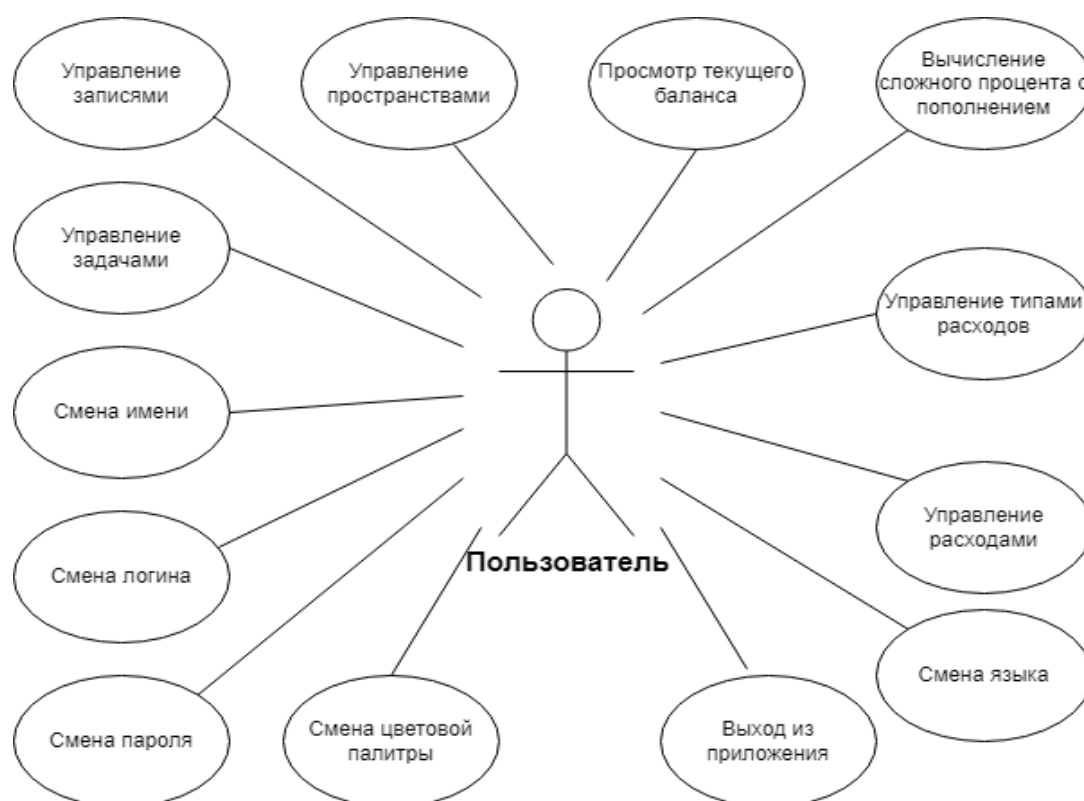 Управление
записями
Управление
пространствами
Просмотр текущего
баланса
Вычисление
сложного процента с
пополнением
Управление
задачами
Управление типами
расходов
Смена имени
Управление
расходами
Пользователь
Смена логина
Смена языка
Смена пароля
Смена цветовой
палитры
Выход из
приложения